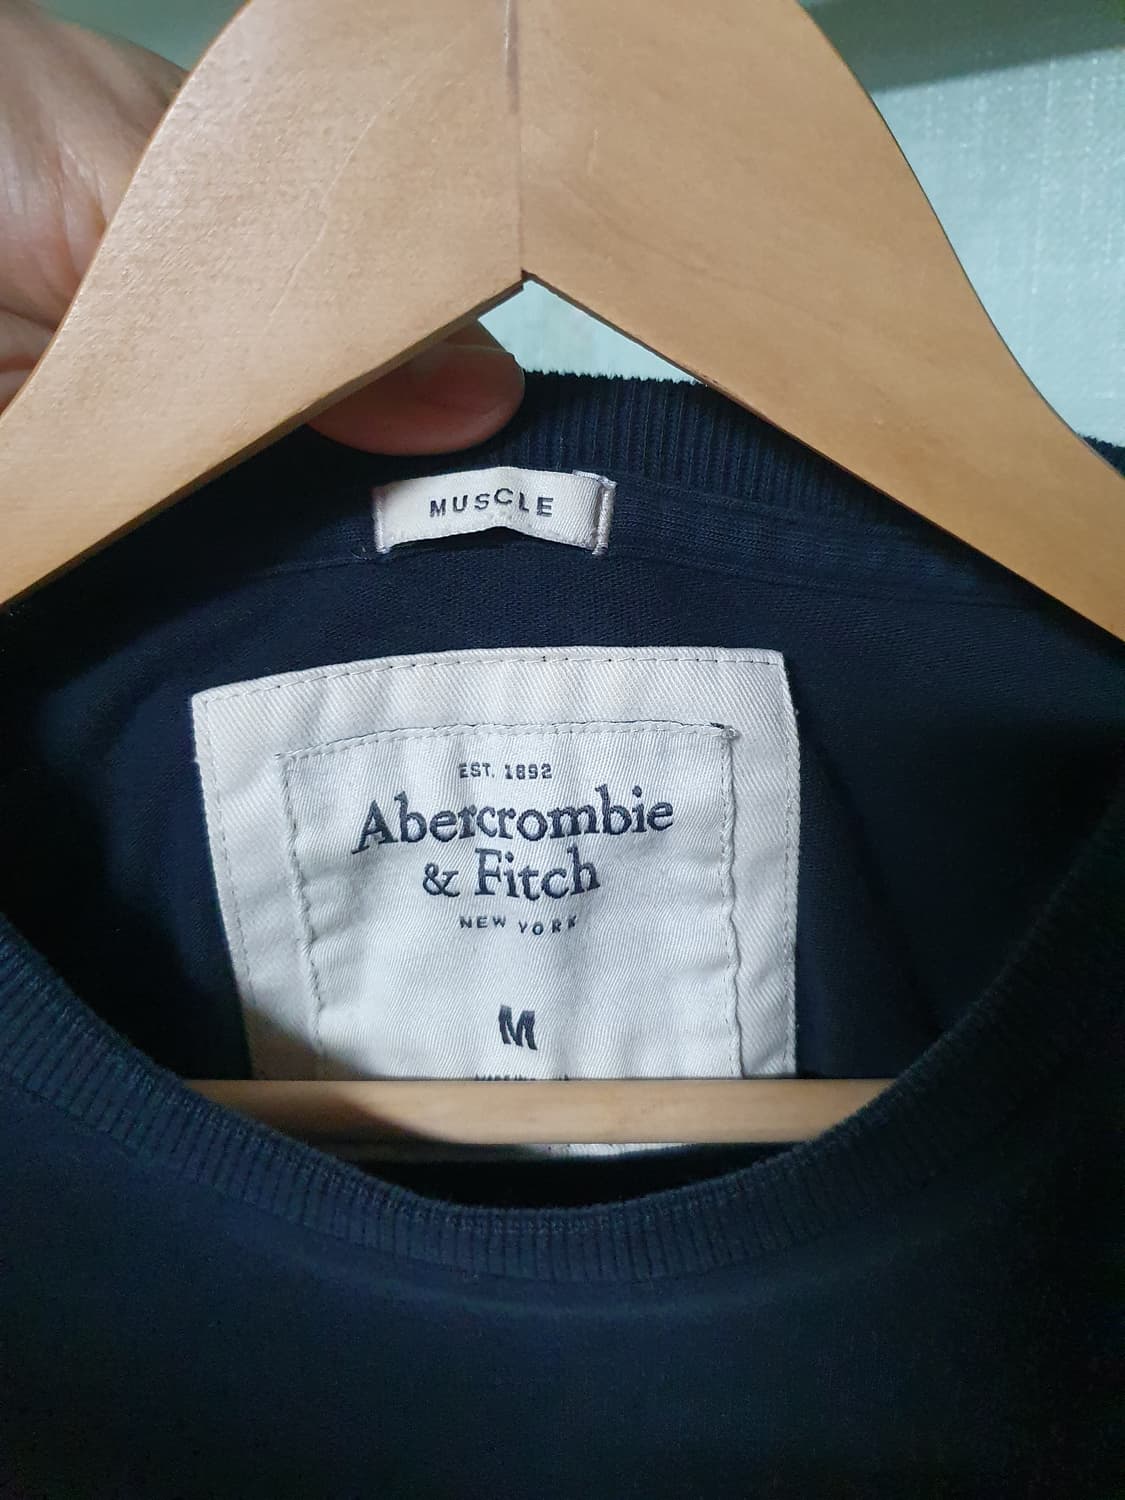 MUSCLE
EST. 1892
Abercrombie
& Fitch
NEW YORK
M